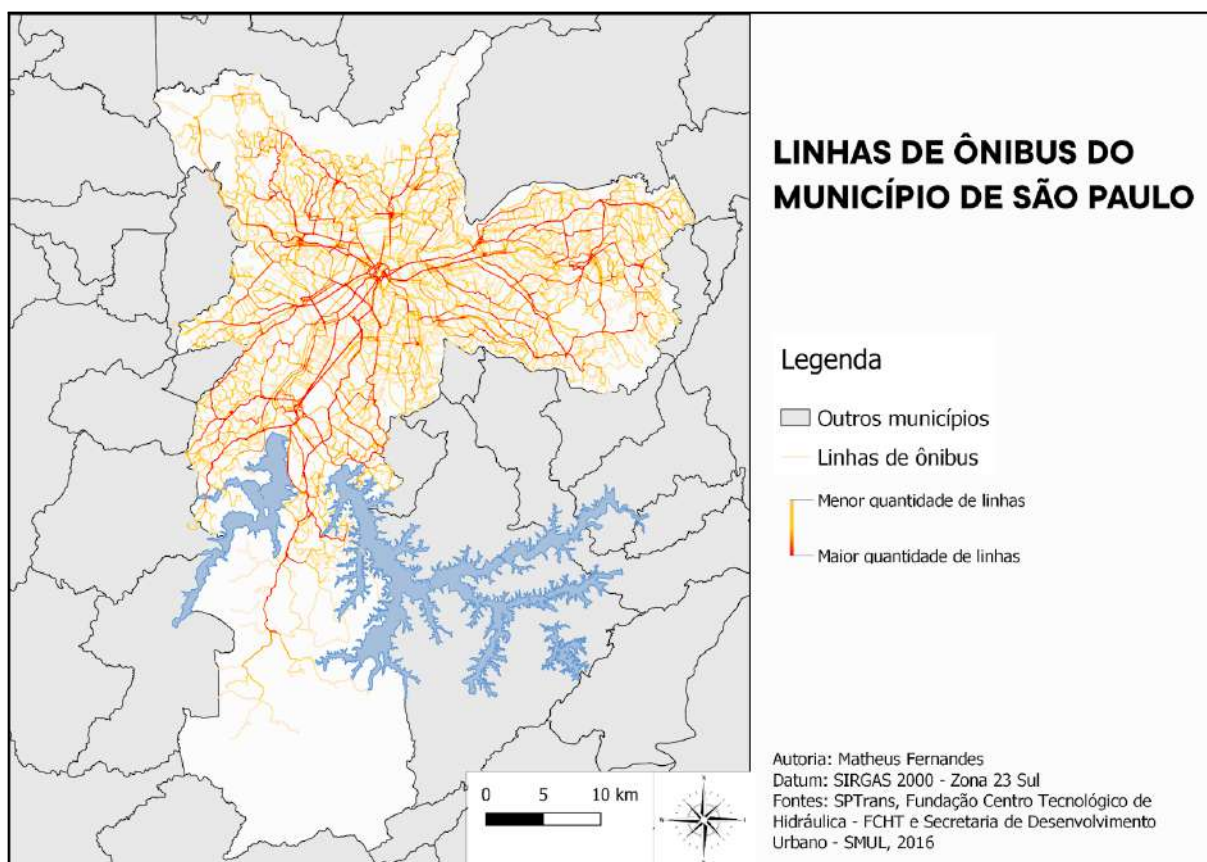 LINHAS DE ÔNIBUS DO
MUNICÍPIO DE SÃO PAULO
Legenda
Outros municípios
Linhas de ônibus
Menor quantidade de linhas
Maior quantidade de linhas
0 5 10 km
Autoria: Matheus Fernandes
Datum: SIRGAS 2000 - Zona 23 Sul
Fontes: SPTrans, Fundação Centro Tecnológico de
Hidráulica - FCHT e Secretaria de Desenvolvimento
Urbano - SMUL, 2016